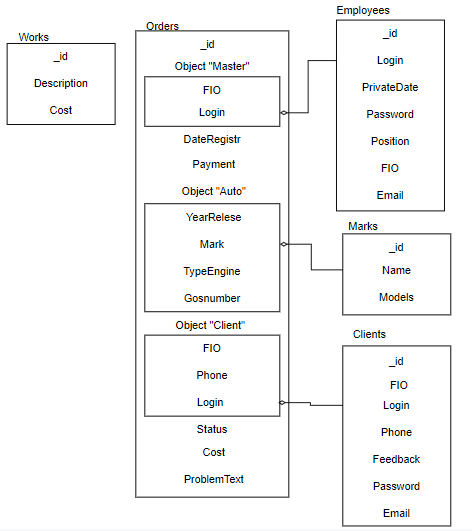 Works
_id
Description
Cost
Orders
_id
Object "Master"
FIO
Login
DateRegistr
Payment
Object "Auto"
YearRelese
Mark
TypeEngine
Gosnumber
Object "Client"
FIO
Phone
Login
Status
Cost
ProblemText
Employees
_id
Login
PrivateDate
Password
Position
FIO
Email
Marks
_id
Name
Models
Clients
_id
FIO
Login
Phone
Feedback
Password
Email